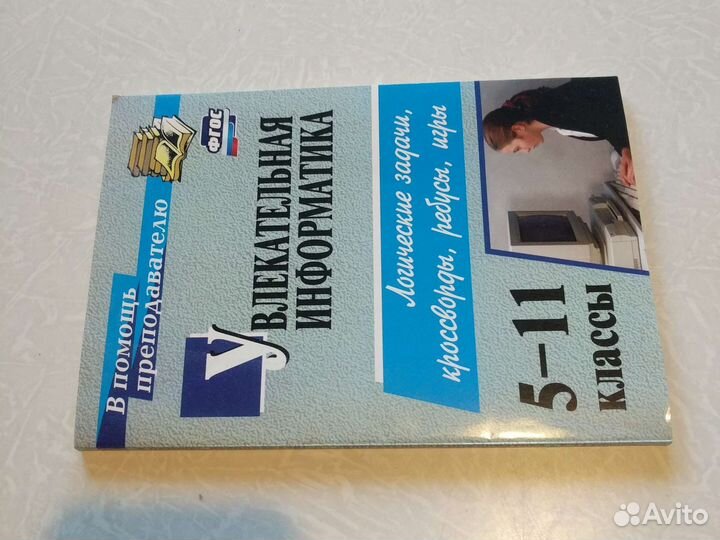 В помощь
преподавателю
ФГОС
УВЛЕКАТЕЛЬНАЯ
ИНФОРМАТИКА
Логические задачи,
кроссворды, ребусы, игры
5–11
классы
Avito